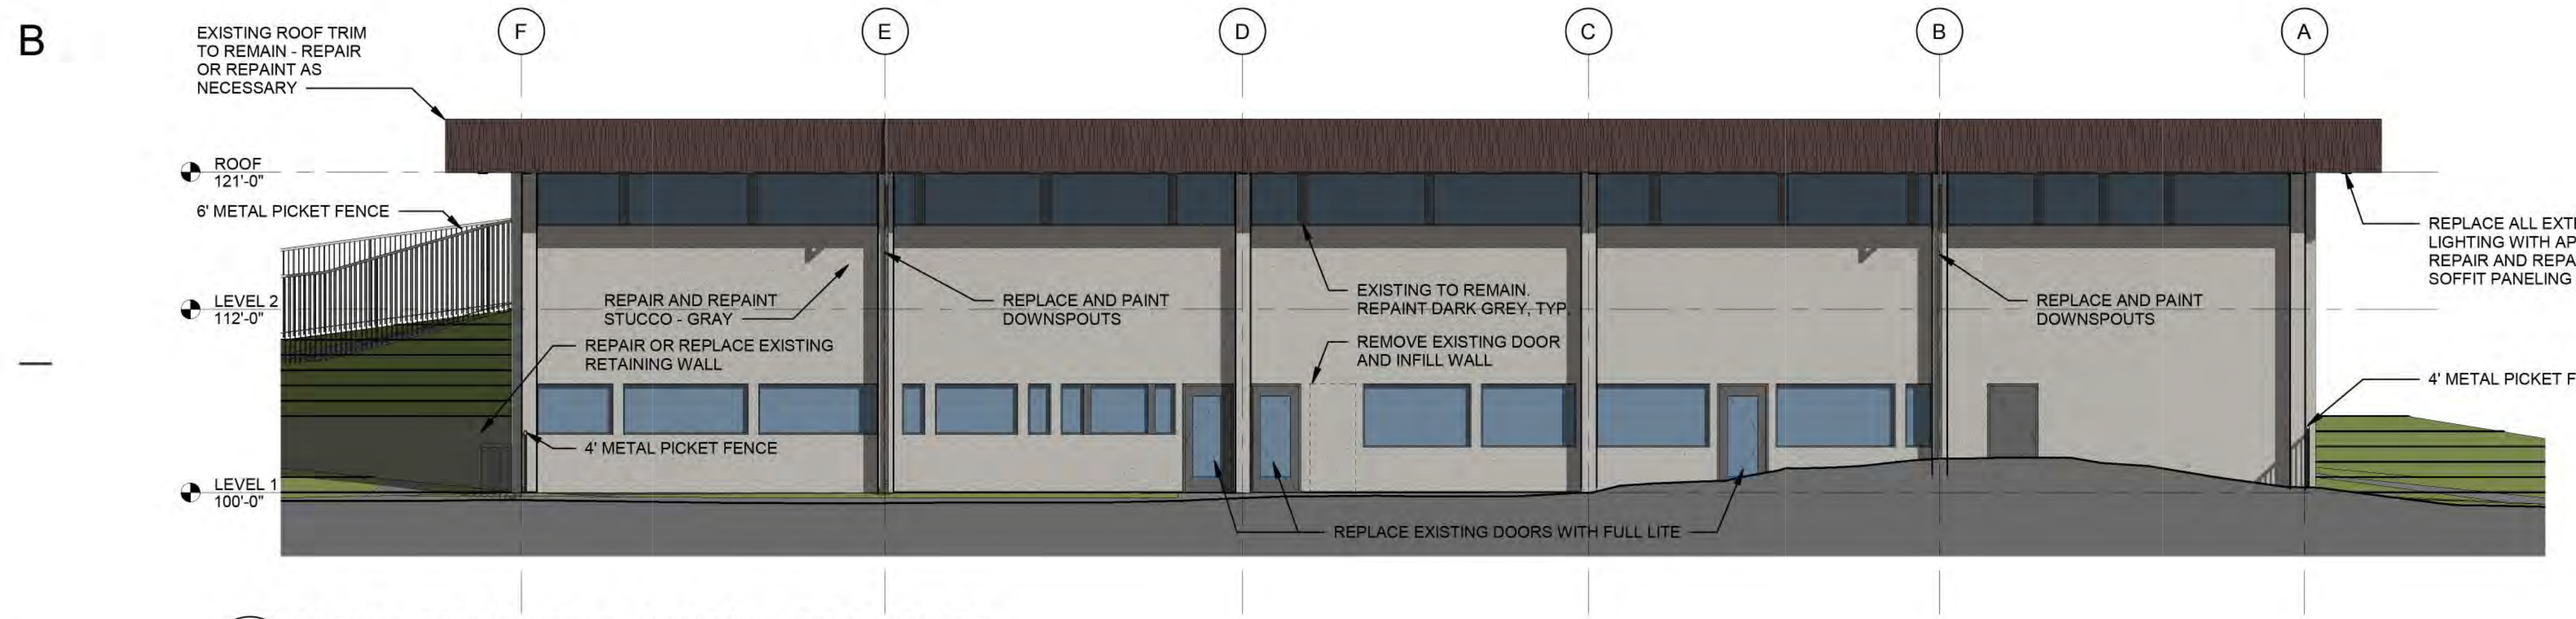 B
F
E
D
C
B
A
EXISTING ROOF TRIM
TO REMAIN - REPAIR
OR REPAINT AS
NECESSARY
ROOF
121'-0"
6' METAL PICKET FENCE
LEVEL 2
112'-0"
REPAIR AND REPAINT
STUCCO - GRAY
REPAIR OR REPLACE EXISTING
RETAINING WALL
4' METAL PICKET FENCE
LEVEL 1
100'-0"
REPLACE AND PAINT
DOWNSPOUTS
EXISTING TO REMAIN.
REPAINT DARK GREY, TYP.
REMOVE EXISTING DOOR
AND INFILL WALL
REPLACE EXISTING DOORS WITH FULL LITE
REPLACE AND PAINT
DOWNSPOUTS
REPLACE ALL EXT
LIGHTING WITH AP
REPAIR AND REPA
SOFFIT PANELING
4' METAL PICKET F